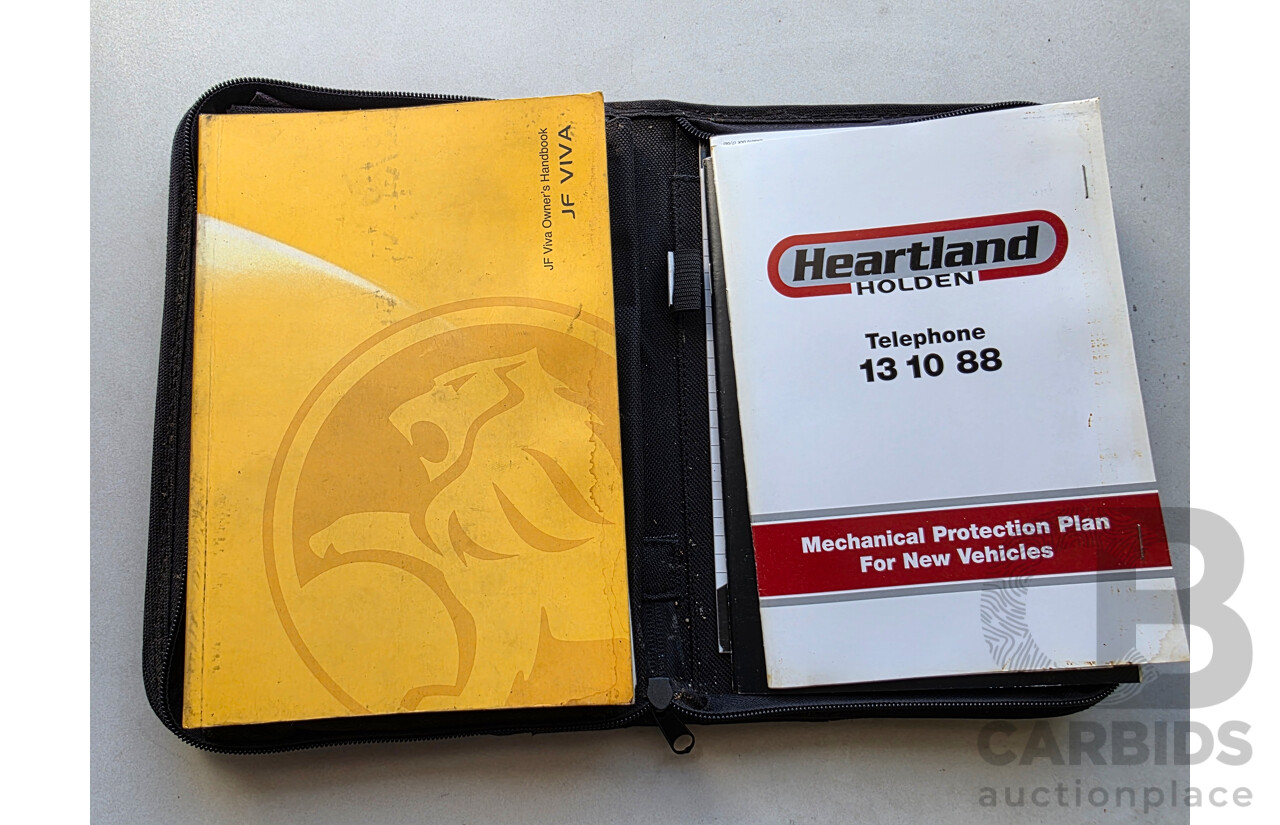 JF Viva Owner's Handbook
JF VIVA
Heartland
HOLDEN
Telephone
13 10 88
Mechanical Protection Plan
For New Vehicles
CB
CARBIDS
auctionplace